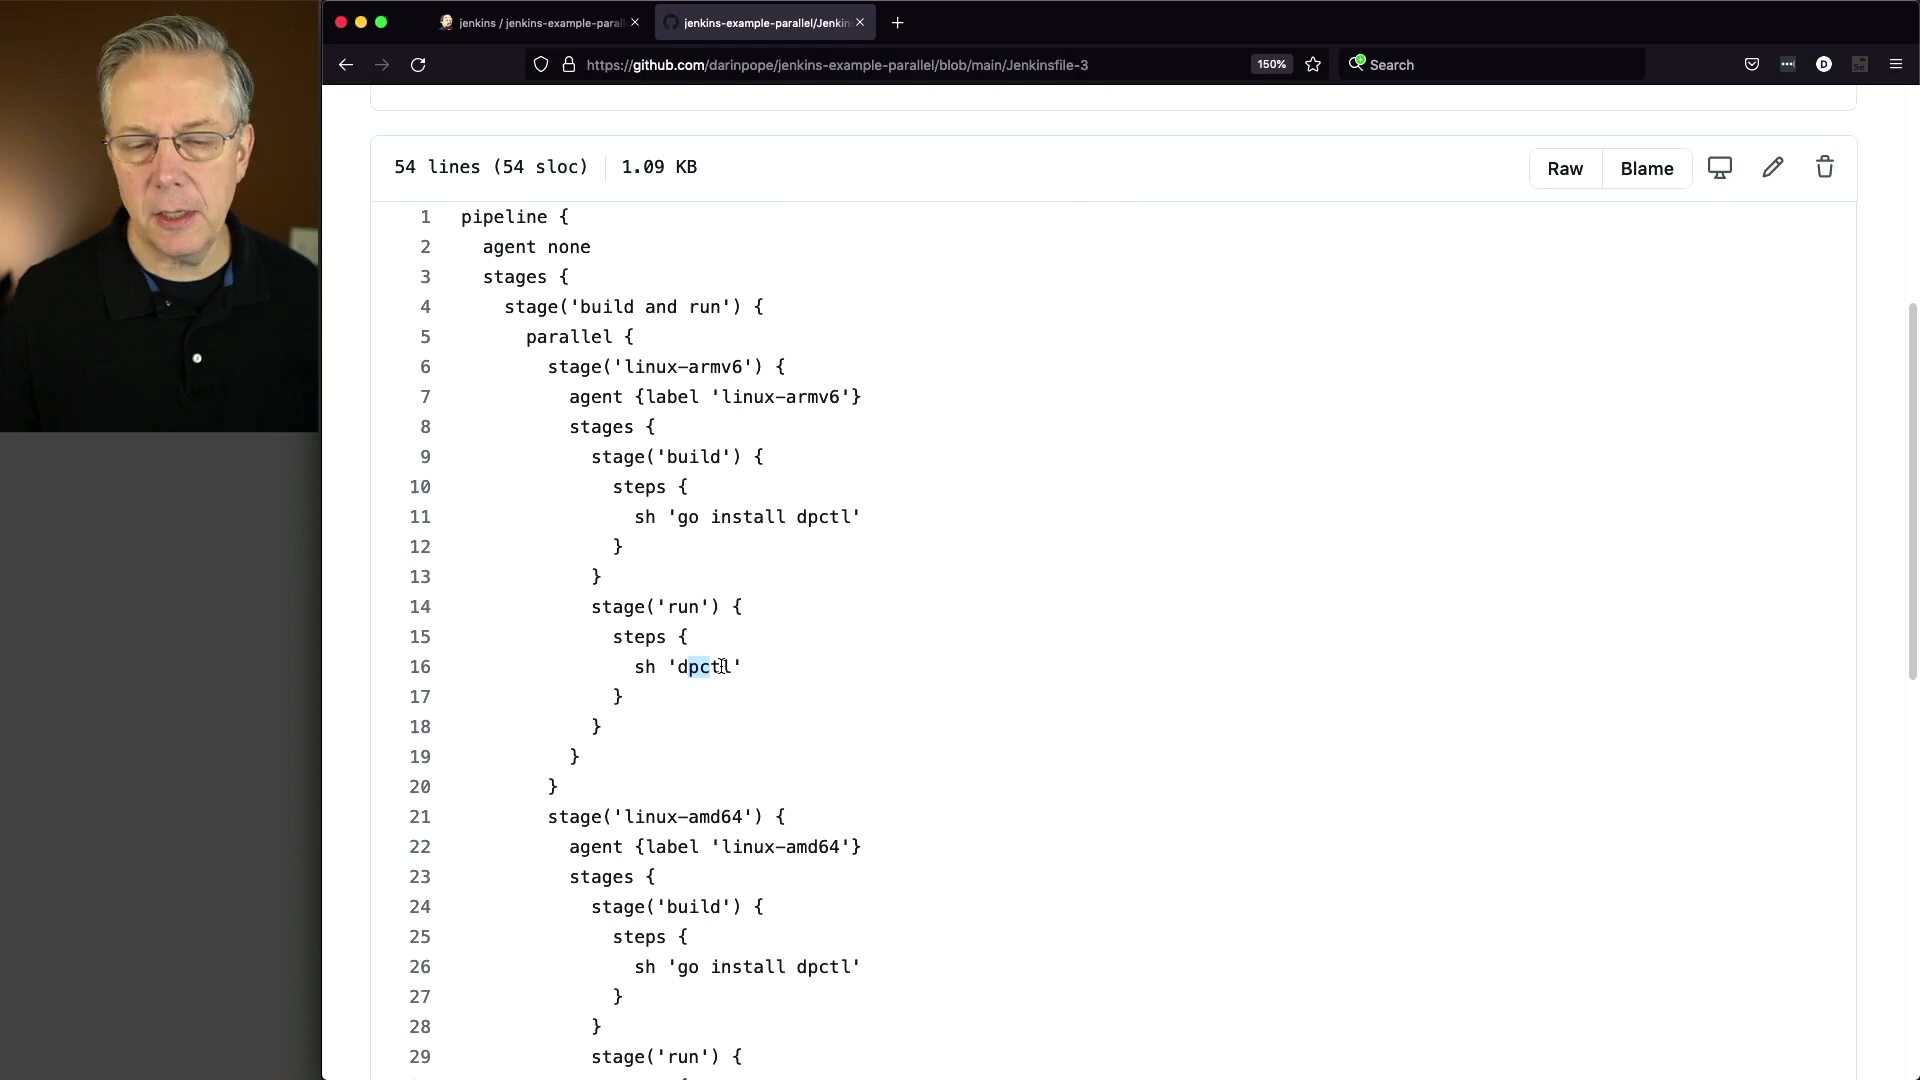 jenkins / jenkins-example-paral
jenkins-example-parallel/Jenkin
https://github.com/darinpope/jenkins-example-parallel/blob/main/Jenkinsfile-3
150%
Search
D
54 lines (54 sloc)
1.09 KB
Raw
Blame
1 pipeline {
2 agent none
3 stages {
4 stage('build and run') {
5 parallel {
6 stage('linux-armv6') {
7 agent {label 'linux-armv6'}
8 stages {
9 stage('build') {
10 steps {
11 sh 'go install dpctl'
12 }
13 }
14 stage('run') {
15 steps {
16 sh 'dpctl'
17 }
18 }
19 }
20 }
21 stage('linux-amd64') {
22 agent {label 'linux-amd64'}
23 stages {
24 stage('build') {
25 steps {
26 sh 'go install dpctl'
27 }
28 }
29 stage('run') {